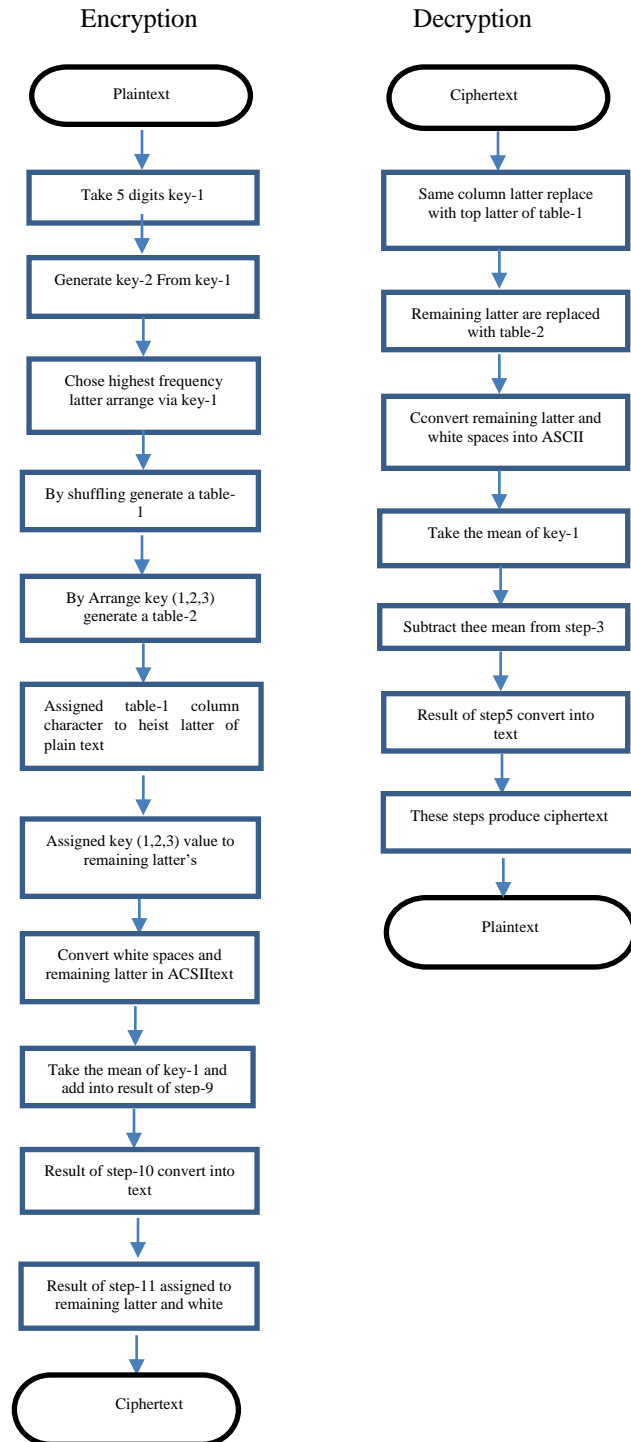 Encryption
Plaintext
Take 5 digits key-1
Generate key-2 From key-1
Chose highest frequency
latter arrange via key-1
By shuffling generate a table-
1
By Arrange key (1,2,3)
generate a table-2
Assigned table-1 column
character to heist latter of
plain text
Assigned key (1,2,3) value to
remaining latter’s
Convert white spaces and
remaining latter in ACSIItext
Take the mean of key-1 and
add into result of step-9
Result of step-10 convert into
text
Result of step-11 assigned to
remaining latter and white
Ciphertext
Decryption
Ciphertext
Same column latter replace
with top latter of table-1
Remaining latter are replaced
with table-2
Cconvert remaining latter and
white spaces into ASCII
Take the mean of key-1
Subtract thee mean from step-3
Result of step5 convert into
text
These steps produce ciphertext
Plaintext